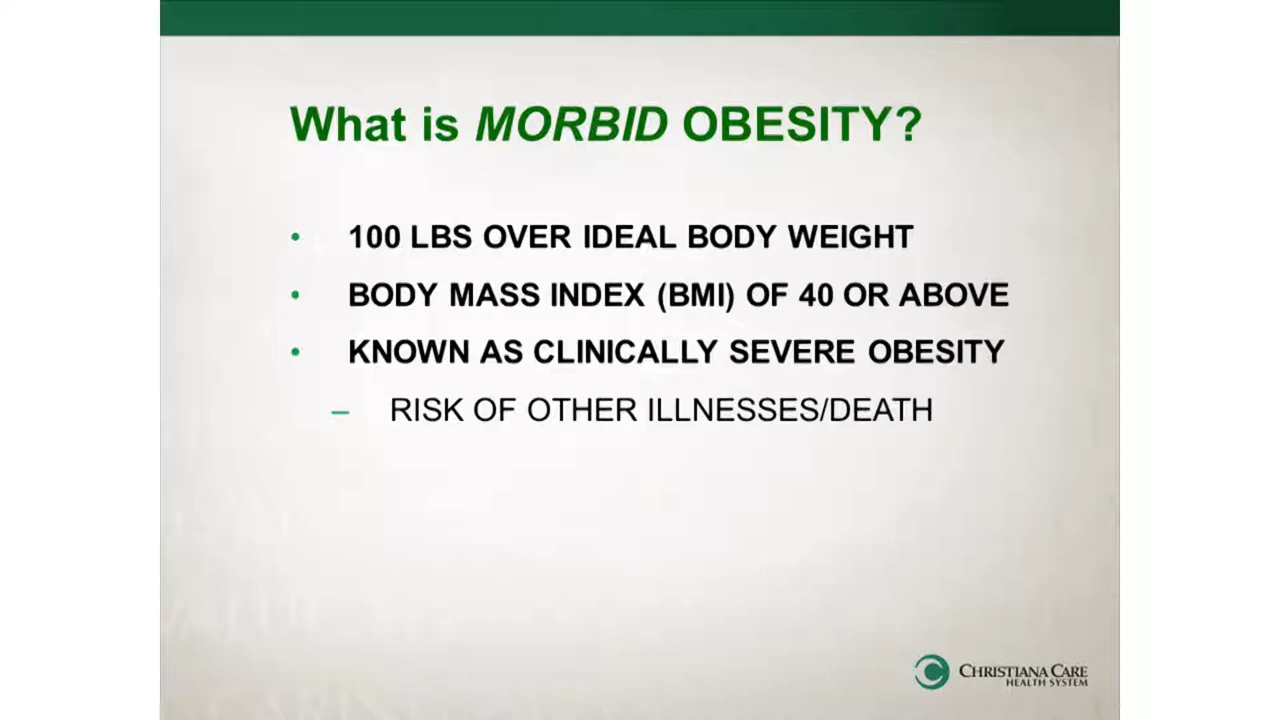 What is MORBID OBESITY?
• 100 LBS OVER IDEAL BODY WEIGHT
• BODY MASS INDEX (BMI) OF 40 OR ABOVE
• KNOWN AS CLINICALLY SEVERE OBESITY
– RISK OF OTHER ILLNESSES/DEATH
CHRISTIANA CARE
HEALTH SYSTEM